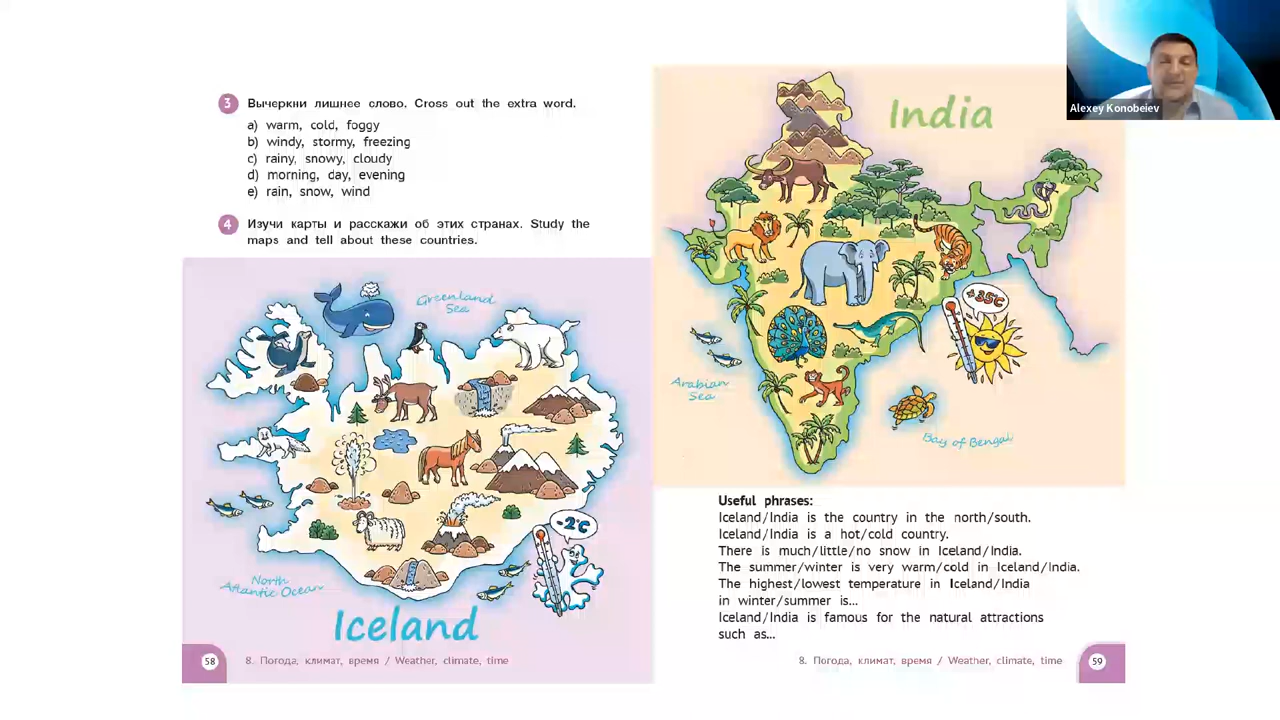 3 Вычеркни лишнее слово. Cross out the extra word.
a) warm, cold, foggy
b) windy, stormy, freezing
c) rainy, snowy, cloudy
d) morning, day, evening
e) rain, snow, wind
4 Изучи карты и расскажи об этих странах. Study the
maps and tell about these countries.
Greenland
Sea
-2°C
North
Atlantic Ocean
Iceland
58 8. Погода, климат, время / Weather, climate, time
Alexey Konobeiev
India
+35C
Arabian
Sea
Bay of Bengal
Useful phrases:
Iceland/India is the country in the north/south.
Iceland/India is a hot/cold country.
There is much/little/no snow in Iceland/India.
The summer/winter is very warm/cold in Iceland/India.
The highest/lowest temperature in Iceland/India
in winter/summer is...
Iceland/India is famous for the natural attractions
such as...
8. Погода, климат, время / Weather, climate, time 59